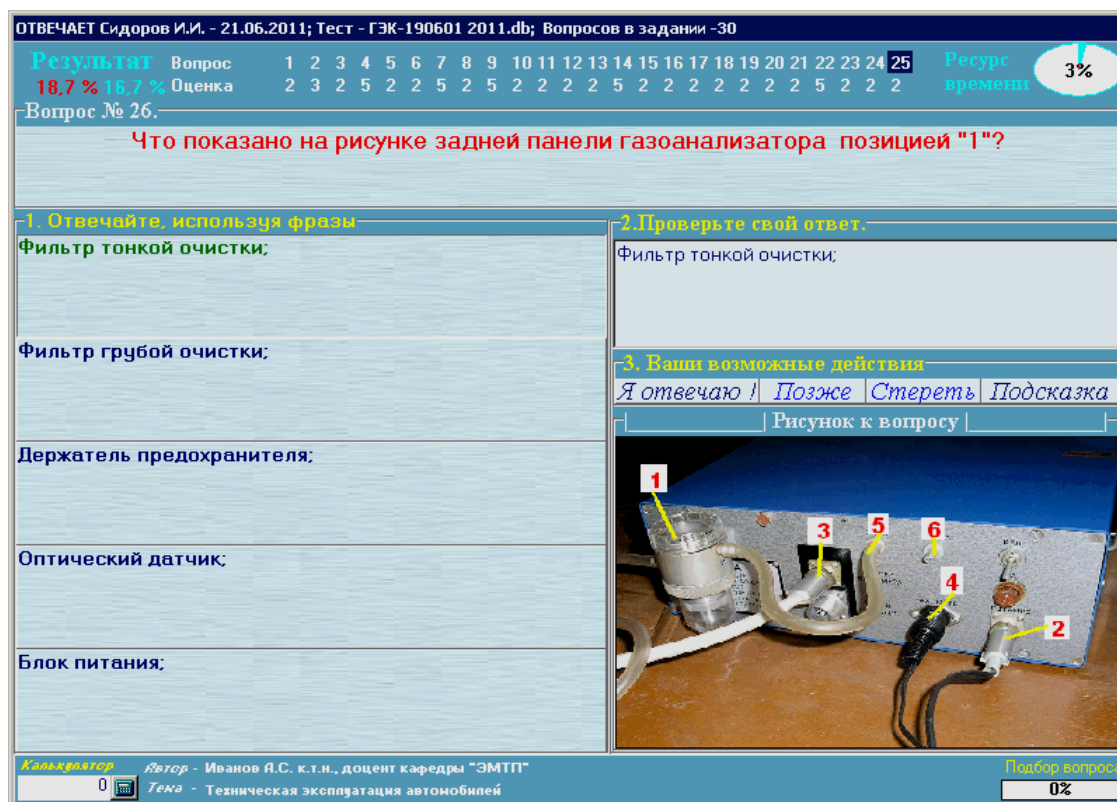 ОТВЕЧАЕТ Сидоров И.И. - 21.06.2011; Тест - ГЭК-190601 2011.db; Вопросов в задании -30
Результат Вопрос 1 2 3 4 5 6 7 8 9 10 11 12 13 14 15 16 17 18 19 20 21 22 23 24 25 Ресурс
18,7 % 16,7 % Оценка 2 3 2 5 2 2 5 2 5 2 2 2 2 5 2 2 2 2 2 2 2 5 2 2 2 времени 3%
Вопрос № 26.
Что показано на рисунке задней панели газоанализатора позицией "1"?
1. Отвечайте, используя фразы
Фильтр тонкой очистки;
Фильтр грубой очистки;
Держатель предохранителя;
Оптический датчик;
Блок питания;
2.Проверьте свой ответ.
Фильтр тонкой очистки;
3. Ваши возможные действия
Я отвечаю ! Позже Стереть Подсказка
Рисунок к вопросу
1
3
5
6
4
2
Калькулятор Автор - Иванов А.С. к.т.н., доцент кафедры "ЭМТП" Подбор вопроса
0 Тема - Техническая эксплуатация автомобилей 0%